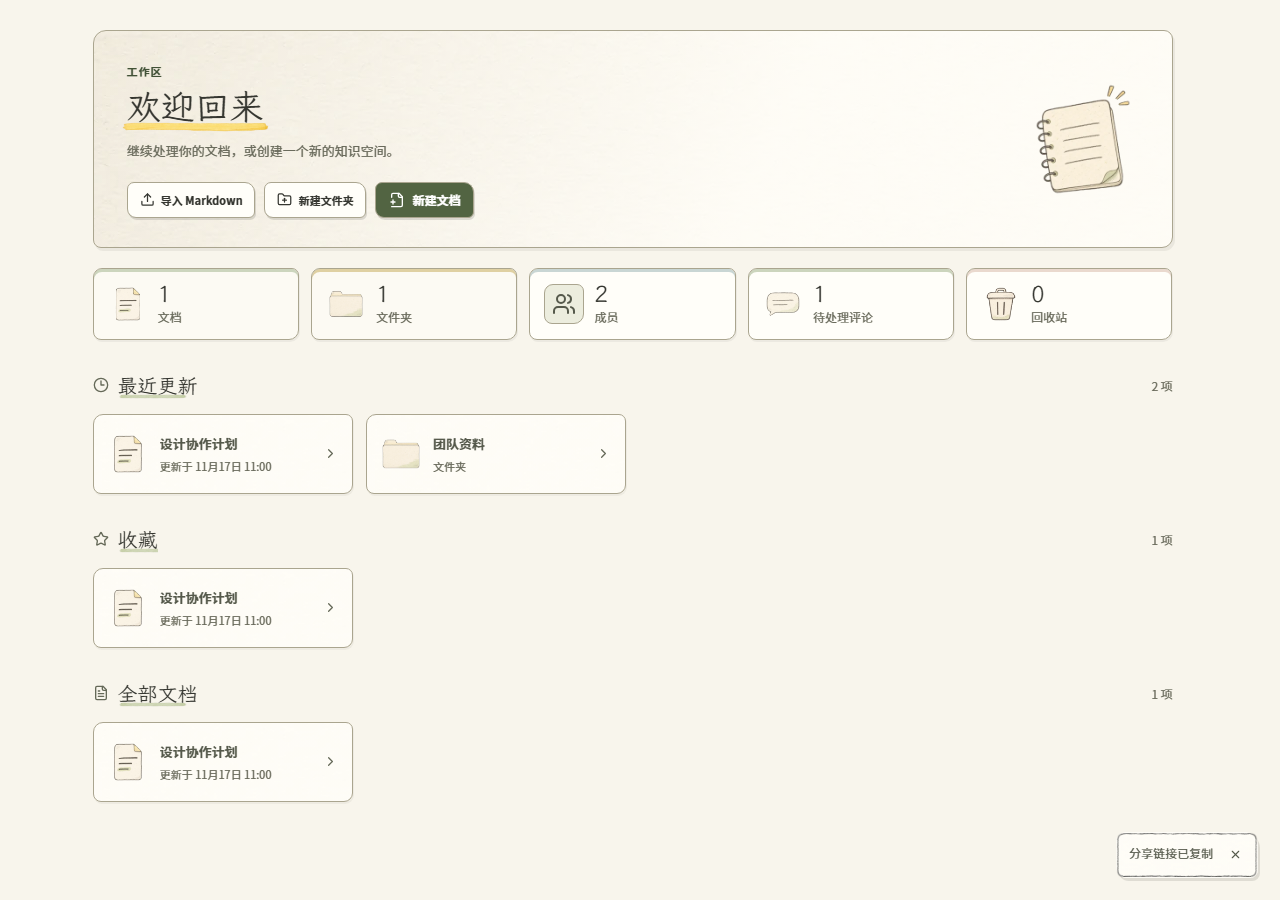 工作区
欢迎回来
继续处理你的文档，或创建一个新的知识空间。
导入 Markdown
新建文件夹
新建文档
1
文档
1
文件夹
2
成员
1
待处理评论
0
回收站
最近更新
2 项
设计协作计划
更新于 11月17日 11:00
团队资料
文件夹
收藏
1 项
设计协作计划
更新于 11月17日 11:00
全部文档
1 项
设计协作计划
更新于 11月17日 11:00
分享链接已复制